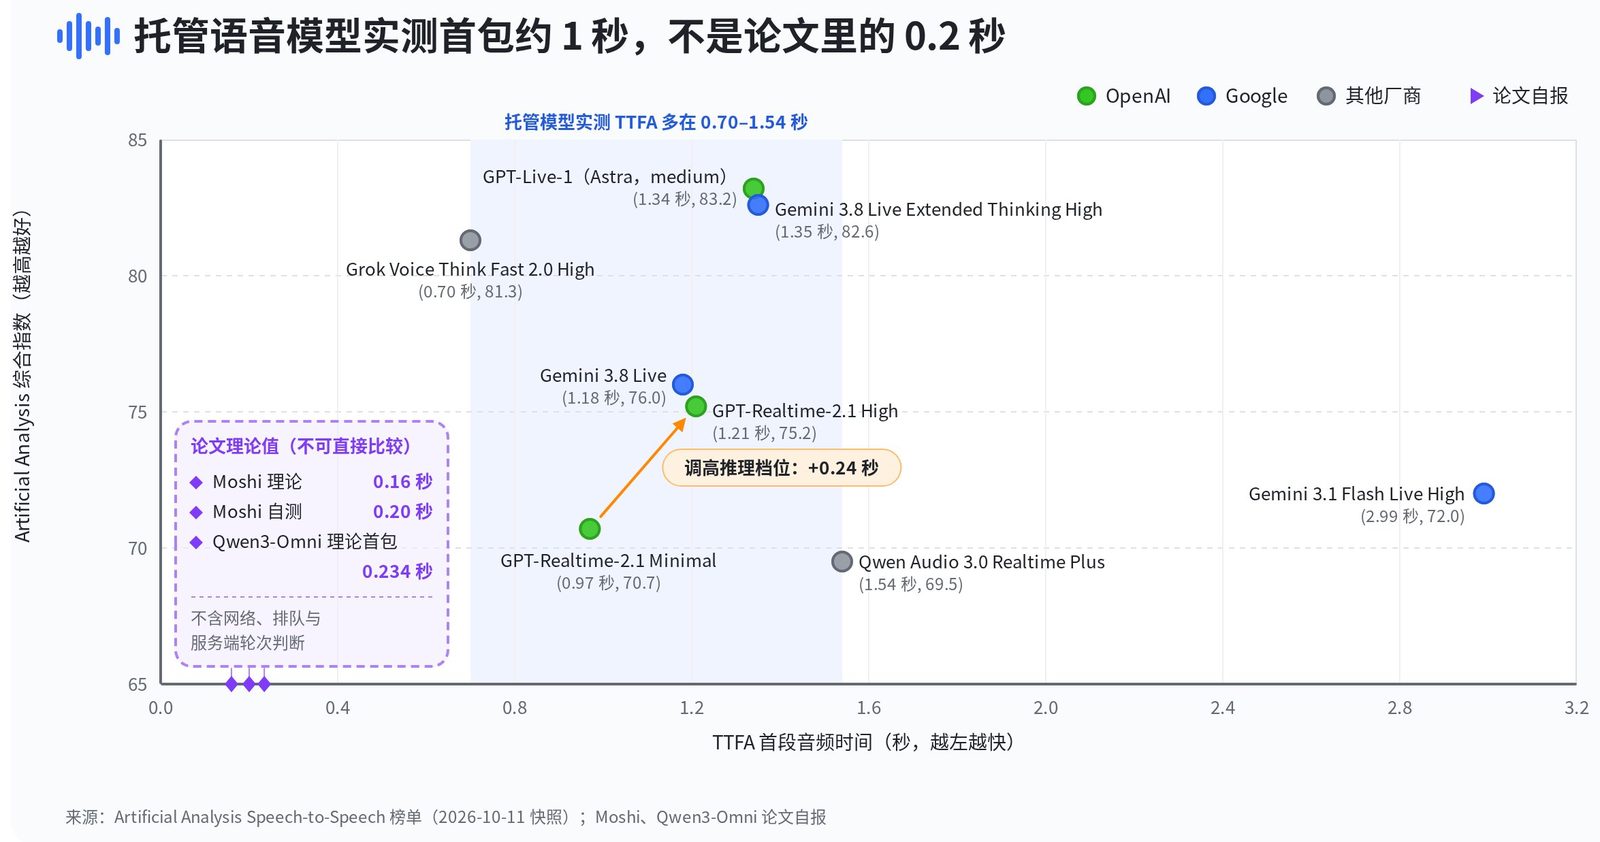 托管语音模型实测首包约 1 秒，不是论文里的 0.2 秒
OpenAI
Google
其他厂商
论文自报
托管模型实测 TTFA 多在 0.70–1.54 秒
Artificial Analysis 综合指数（越高越好）
85
80
75
70
65
GPT-Live-1（Astra，medium）
(1.34 秒, 83.2)
Gemini 3.8 Live Extended Thinking High
(1.35 秒, 82.6)
Grok Voice Think Fast 2.0 High
(0.70 秒, 81.3)
Gemini 3.8 Live
(1.18 秒, 76.0)
GPT-Realtime-2.1 High
(1.21 秒, 75.2)
调高推理档位：+0.24 秒
Gemini 3.1 Flash Live High
(2.99 秒, 72.0)
GPT-Realtime-2.1 Minimal
(0.97 秒, 70.7)
Qwen Audio 3.0 Realtime Plus
(1.54 秒, 69.5)
论文理论值（不可直接比较）
Moshi 理论 0.16 秒
Moshi 自测 0.20 秒
Qwen3-Omni 理论首包
0.234 秒
不含网络、排队与
服务端轮次判断
0.0 0.4 0.8 1.2 1.6 2.0 2.4 2.8 3.2
TTFA 首段音频时间（秒，越左越快）
来源：Artificial Analysis Speech-to-Speech 榜单（2026-10-11 快照）；Moshi、Qwen3-Omni 论文自报